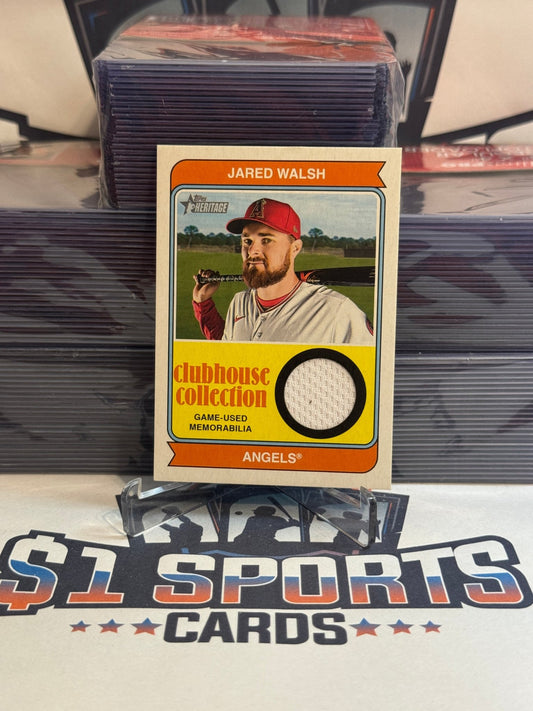 JARED WALSH
Topps
HERITAGE
A
clubhouse
collection
GAME-USED
MEMORABILIA
ANGELS®
$1 SPORTS
CARDS